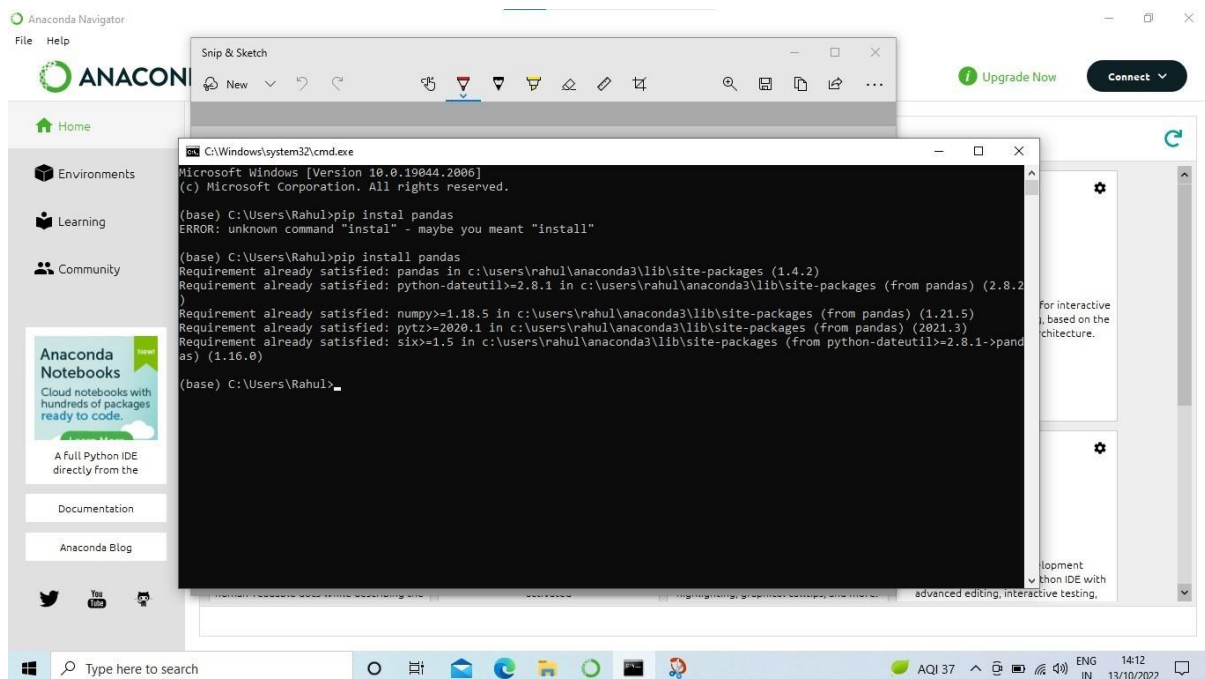 Anaconda Navigator
File Help
ANACON
Upgrade Now
Connect
Snip & Sketch
New
Home
Environments
Learning
Community
C:\Windows\system32\cmd.exe
Microsoft Windows [Version 10.0.19044.2006]
(c) Microsoft Corporation. All rights reserved.
(base) C:\Users\Rahul>pip instal pandas
ERROR: unknown command "instal" - maybe you meant "install"
(base) C:\Users\Rahul>pip install pandas
Requirement already satisfied: pandas in c:\users\rahul\anaconda3\lib\site-packages (1.4.2)
Requirement already satisfied: python-dateutil>=2.8.1 in c:\users\rahul\anaconda3\lib\site-packages (from pandas) (2.8.2
)
Requirement already satisfied: numpy>=1.18.5 in c:\users\rahul\anaconda3\lib\site-packages (from pandas) (1.21.5)
Requirement already satisfied: pytz>=2020.1 in c:\users\rahul\anaconda3\lib\site-packages (from pandas) (2021.3)
Requirement already satisfied: six>=1.5 in c:\users\rahul\anaconda3\lib\site-packages (from python-dateutil>=2.8.1->pand
as) (1.16.0)
(base) C:\Users\Rahul>
for interactive
, based on the
rchitecture.
Anaconda
Notebooks
New!
Cloud notebooks with
hundreds of packages
ready to code.
A full Python IDE
directly from the
Documentation
Anaconda Blog
You
Tube
elopment
thon IDE with
advanced editing, interactive testing,
Type here to search
AQI 37
ENG
IN
14:12
13/10/2022